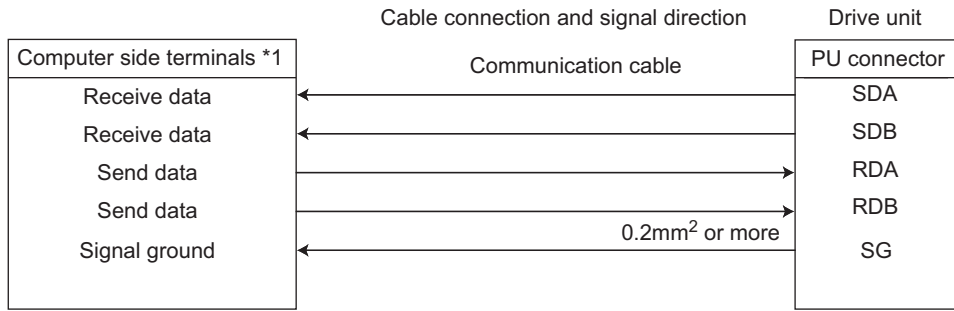 Cable connection and signal direction Drive unit
Computer side terminals *1 Communication cable PU connector
Receive data SDA
Receive data SDB
Send data RDA
Send data RDB
0.2mm² or more
Signal ground SG